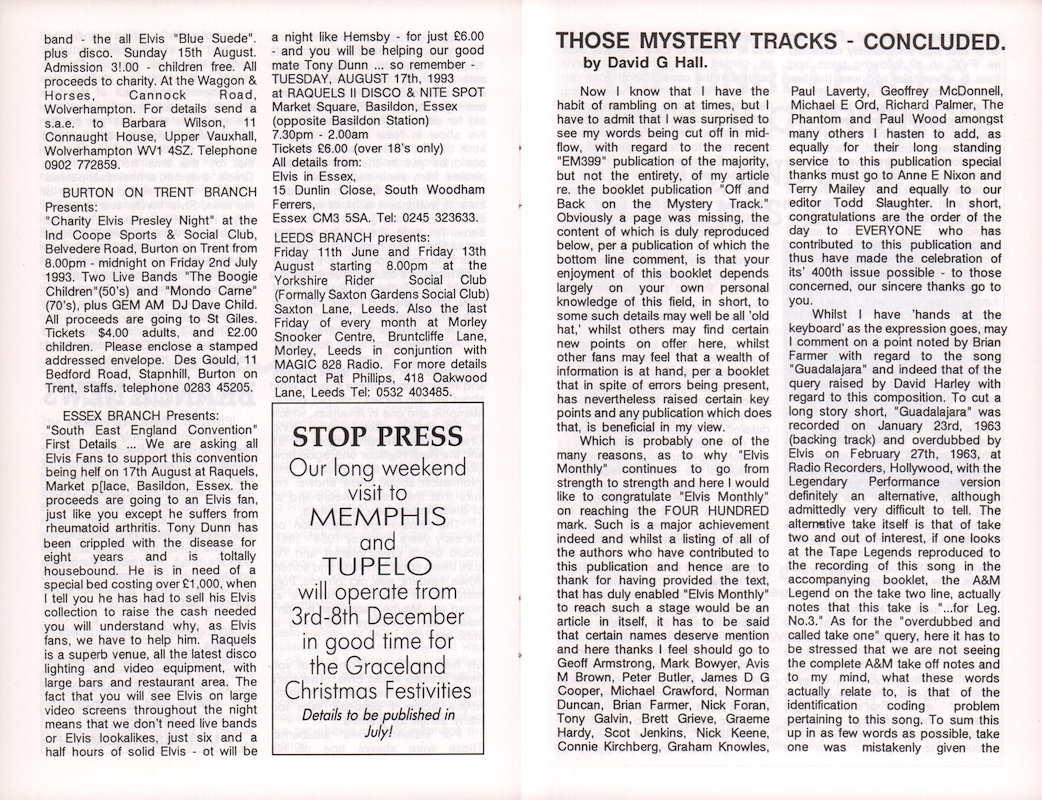 band - the all Elvis "Blue Suede".
plus disco. Sunday 15th August.
Admission 3!.00 - children free. All
proceeds to charity. At the Waggon &
Horses, Cannock Road,
Wolverhampton. For details send a
s.a.e. to Barbara Wilson, 11
Connaught House, Upper Vauxhall,
Wolverhampton WV1 4SZ. Telephone
0902 772859.
BURTON ON TRENT BRANCH
Presents:
"Charity Elvis Presley Night" at the
Ind Coope Sports & Social Club,
Belvedere Road, Burton on Trent from
8.00pm - midnight on Friday 2nd July
1993. Two Live Bands "The Boogie
Children"(50's) and "Mondo Carne"
(70's), plus GEM AM DJ Dave Child.
All proceeds are going to St Giles.
Tickets $4.00 adults, and £2.00
children. Please enclose a stamped
addressed envelope. Des Gould, 11
Bedford Road, Stapnhill, Burton on
Trent, staffs. telephone 0283 45205.
ESSEX BRANCH Presents:
"South East England Convention"
First Details ... We are asking all
Elvis Fans to support this convention
being helf on 17th August at Raquels,
Market p[lace, Basildon, Essex. the
proceeds are going to an Elvis fan,
just like you except he suffers from
rheumatoid arthritis. Tony Dunn has
been crippled with the disease for
eight years and is toltally
housebound. He is in need of a
special bed costing over £1,000, when
I tell you he has had to sell his Elvis
collection to raise the cash needed
you will understand why, as Elvis
fans, we have to help him. Raquels
is a superb venue, all the latest disco
lighting and video equipment, with
large bars and restaurant area. The
fact that you will see Elvis on large
video screens throughout the night
means that we don't need live bands
or Elvis lookalikes, just six and a
half hours of solid Elvis - ot will be
a night like Hemsby - for just £6.00
- and you will be helping our good
mate Tony Dunn ... so remember -
TUESDAY, AUGUST 17th, 1993
at RAQUELS II DISCO & NITE SPOT
Market Square, Basildon, Essex
(opposite Basildon Station)
7.30pm - 2.00am
Tickets £6.00 (over 18's only)
All details from:
Elvis in Essex,
15 Dunlin Close, South Woodham
Ferrers,
Essex CM3 5SA. Tel: 0245 323633.
LEEDS BRANCH presents:
Friday 11th June and Friday 13th
August starting 8.00pm at the
Yorkshire Rider Social Club
(Formally Saxton Gardens Social Club)
Saxton Lane, Leeds. Also the last
Friday of every month at Morley
Snooker Centre, Bruntcliffe Lane,
Morley, Leeds in conjuntion with
MAGIC 828 Radio. For more details
contact Pat Phillips, 418 Oakwood
Lane, Leeds Tel: 0532 403485.
STOP PRESS
Our long weekend
visit to
MEMPHIS
and
TUPELO
will operate from
3rd-8th December
in good time for
the Graceland
Christmas Festivities
Details to be published in
July!
THOSE MYSTERY TRACKS - CONCLUDED.
by David G Hall.
Now I know that I have the
habit of rambling on at times, but I
have to admit that I was surprised to
see my words being cut off in mid-
flow, with regard to the recent
"EM399" publication of the majority,
but not the entirety, of my article
re. the booklet publication "Off and
Back on the Mystery Track."
Obviously a page was missing, the
content of which is duly reproduced
below, per a publication of which the
bottom line comment, is that your
enjoyment of this booklet depends
largely on your own personal
knowledge of this field, in short, to
some such details may well be all 'old
hat,' whilst others may find certain
new points on offer here, whilst
other fans may feel that a wealth of
information is at hand, per a booklet
that in spite of errors being present,
has nevertheless raised certain key
points and any publication which does
that, is beneficial in my view.
Which is probably one of the
many reasons, as to why "Elvis
Monthly" continues to go from
strength to strength and here I would
like to congratulate "Elvis Monthly"
on reaching the FOUR HUNDRED
mark. Such is a major achievement
indeed and whilst a listing of all of
the authors who have contributed to
this publication and hence are to
thank for having provided the text,
that has duly enabled "Elvis Monthly"
to reach such a stage would be an
article in itself, it has to be said
that certain names deserve mention
and here thanks I feel should go to
Geoff Armstrong, Mark Bowyer, Avis
M Brown, Peter Butler, James D G
Cooper, Michael Crawford, Norman
Duncan, Brian Farmer, Nick Foran,
Tony Galvin, Brett Grieve, Graeme
Hardy, Scot Jenkins, Nick Keene,
Connie Kirchberg, Graham Knowles,
Paul Laverty, Geoffrey McDonnell,
Michael E Ord, Richard Palmer, The
Phantom and Paul Wood amongst
many others I hasten to add, as
equally for their long standing
service to this publication special
thanks must go to Anne E Nixon and
Terry Mailey and equally to our
editor Todd Slaughter. In short,
congratulations are the order of the
day to EVERYONE who has
contributed to this publication and
thus have made the celebration of
its' 400th issue possible - to those
concerned, our sincere thanks go to
you.
Whilst I have 'hands at the
keyboard' as the expression goes, may
I comment on a point noted by Brian
Farmer with regard to the song
"Guadalajara" and indeed that of the
query raised by David Harley with
regard to this composition. To cut a
long story short, "Guadalajara" was
recorded on January 23rd, 1963
(backing track) and overdubbed by
Elvis on February 27th, 1963, at
Radio Recorders, Hollywood, with the
Legendary Performance version
definitely an alternative, although
admittedly very difficult to tell. The
alternative take itself is that of take
two and out of interest, if one looks
at the Tape Legends reproduced to
the recording of this song in the
accompanying booklet, the A&M
Legend on the take two line, actually
notes that this take is "...for Leg.
No.3." As for the "overdubbed and
called take one" query, here it has to
be stressed that we are not seeing
the complete A&M take off notes and
to my mind, what these words
actually relate to, is that of the
identification coding problem
pertaining to this song. To sum this
up in as few words as possible, take
one was mistakenly given the